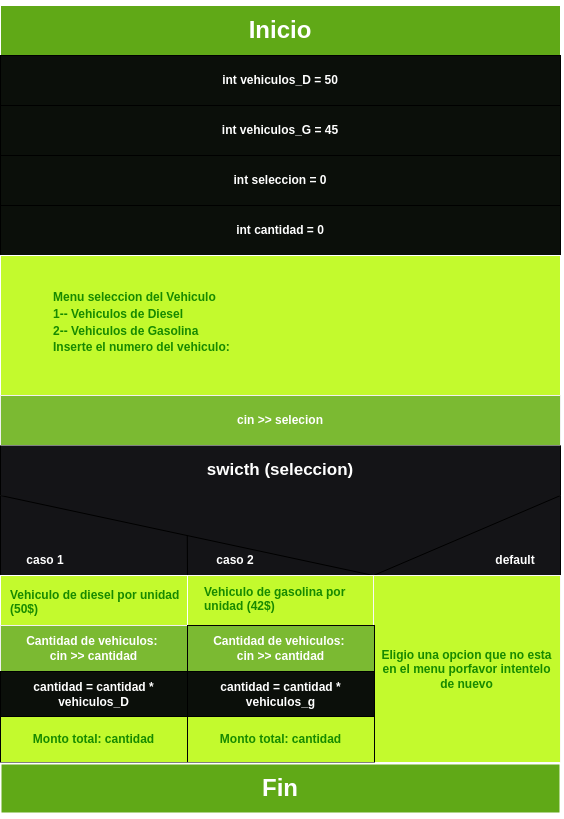 Inicio
int vehiculos_D = 50
int vehiculos_G = 45
int seleccion = 0
int cantidad = 0
Menu seleccion del Vehiculo
1-- Vehiculos de Diesel
2-- Vehiculos de Gasolina
Inserte el numero del vehiculo:
cin >> selecion
swicth (seleccion)
caso 1
caso 2
default
Vehiculo de diesel por unidad
(50$)
Cantidad de vehiculos:
cin >> cantidad
cantidad = cantidad *
vehiculos_D
Monto total: cantidad
Vehiculo de gasolina por
unidad (42$)
Cantidad de vehiculos:
cin >> cantidad
cantidad = cantidad *
vehiculos_g
Monto total: cantidad
Eligio una opcion que no esta
en el menu porfavor intentelo
de nuevo
Fin